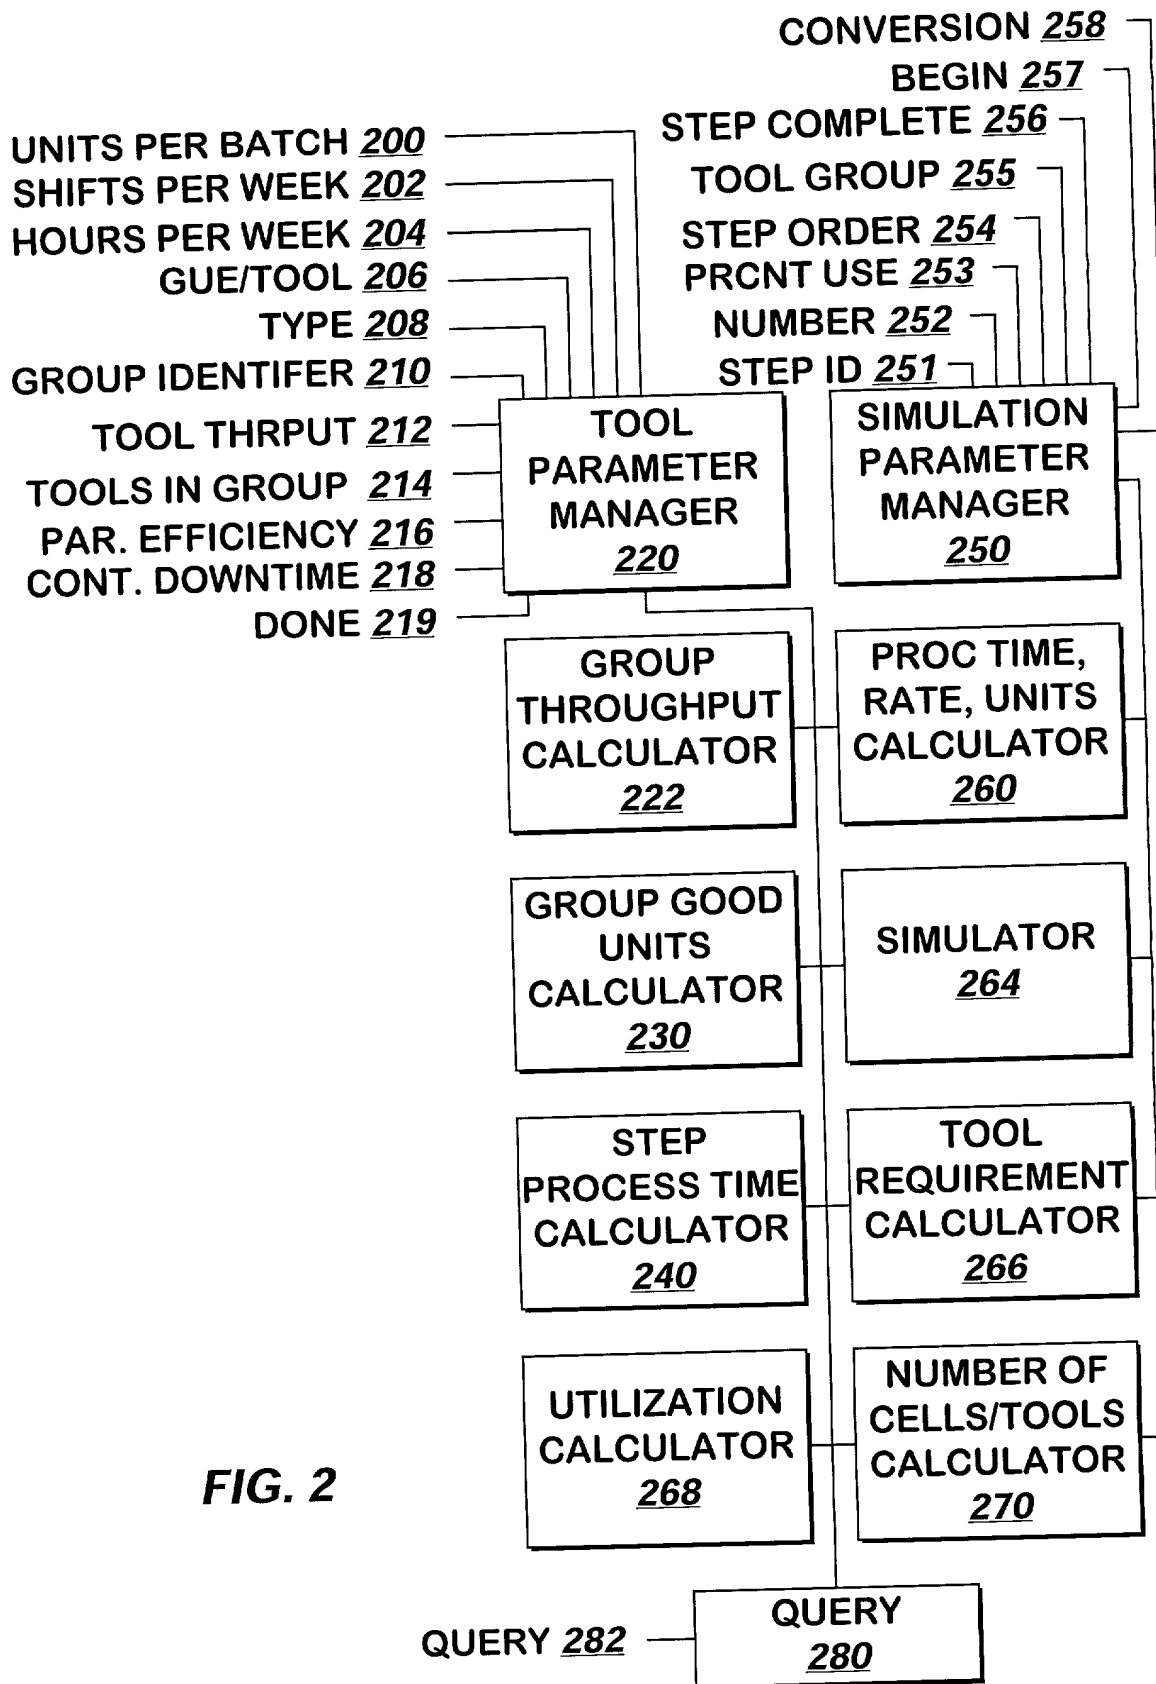 CONVERSION 258
BEGIN 257
STEP COMPLETE 256
TOOL GROUP 255
STEP ORDER 254
PRCNT USE 253
NUMBER 252
STEP ID 251
UNITS PER BATCH 200
SHIFTS PER WEEK 202
HOURS PER WEEK 204
GUE/TOOL 206
TYPE 208
GROUP IDENTIFER 210
TOOL THRPUT 212
TOOLS IN GROUP 214
PAR. EFFICIENCY 216
CONT. DOWNTIME 218
DONE 219
TOOL
PARAMETER
MANAGER
220
SIMULATION
PARAMETER
MANAGER
250
GROUP
THROUGHPUT
CALCULATOR
222
PROC TIME,
RATE, UNITS
CALCULATOR
260
GROUP GOOD
UNITS
CALCULATOR
230
SIMULATOR
264
STEP
PROCESS TIME
CALCULATOR
240
TOOL
REQUIREMENT
CALCULATOR
266
UTILIZATION
CALCULATOR
268
NUMBER OF
CELLS/TOOLS
CALCULATOR
270
FIG. 2
QUERY 282
QUERY
280